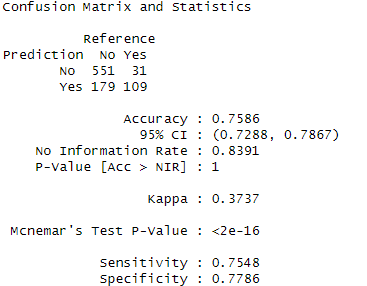 Confusion Matrix and Statistics
Reference
Prediction No Yes
No 551 31
Yes 179 109
Accuracy : 0.7586
95% CI : (0.7288, 0.7867)
No Information Rate : 0.8391
P-Value [Acc > NIR] : 1
Kappa : 0.3737
Mcnemar's Test P-Value : <2e-16
Sensitivity : 0.7548
Specificity : 0.7786